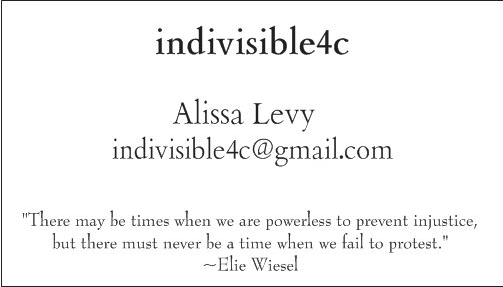 indivisible4c
Alissa Levy
indivisible4c@gmail.com
"There may be times when we are powerless to prevent injustice,
but there must never be a time when we fail to protest."
~Elie Wiesel